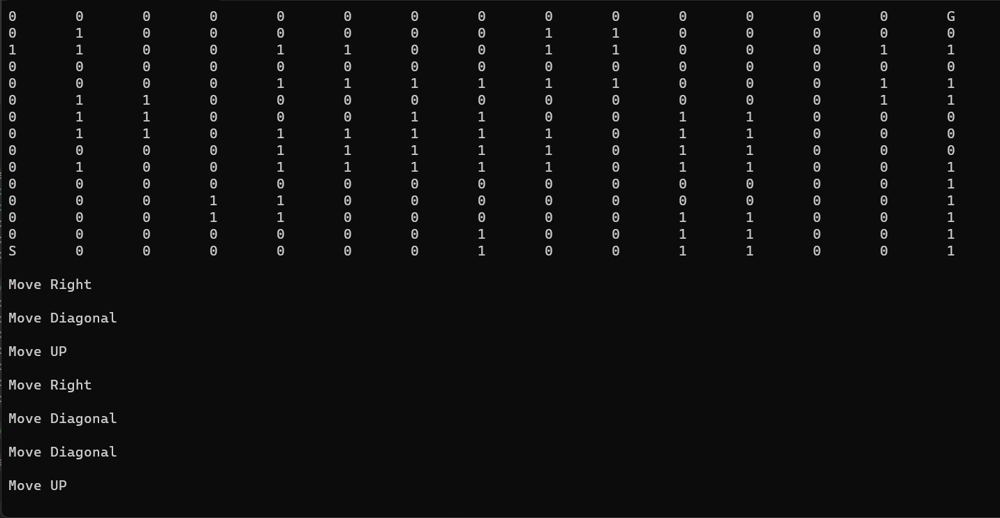 0 0 0 0 0 0 0 0 0 0 0 0 0 0 G
0 1 0 0 0 0 0 0 1 1 0 0 0 0 0
1 1 0 0 1 1 0 0 1 1 0 0 0 1 1
0 0 0 0 0 0 0 0 0 0 0 0 0 0 0
0 0 0 0 1 1 1 1 1 1 0 0 0 1 1
0 1 1 0 0 0 0 0 0 0 0 0 0 1 1
0 1 1 0 0 0 1 1 0 0 1 1 0 0 0
0 1 1 0 1 1 1 1 1 0 1 1 0 0 0
0 0 0 0 1 1 1 1 1 0 1 1 0 0 0
0 1 0 0 1 1 1 1 1 0 1 1 0 0 1
0 0 0 0 0 0 0 0 0 0 0 0 0 0 1
0 0 0 1 1 0 0 0 0 0 0 0 0 0 1
0 0 0 1 1 0 0 0 0 0 1 1 0 0 1
0 0 0 0 0 0 0 1 0 0 1 1 0 0 1
S 0 0 0 0 0 0 1 0 0 1 1 0 0 1
Move Right
Move Diagonal
Move UP
Move Right
Move Diagonal
Move Diagonal
Move UP